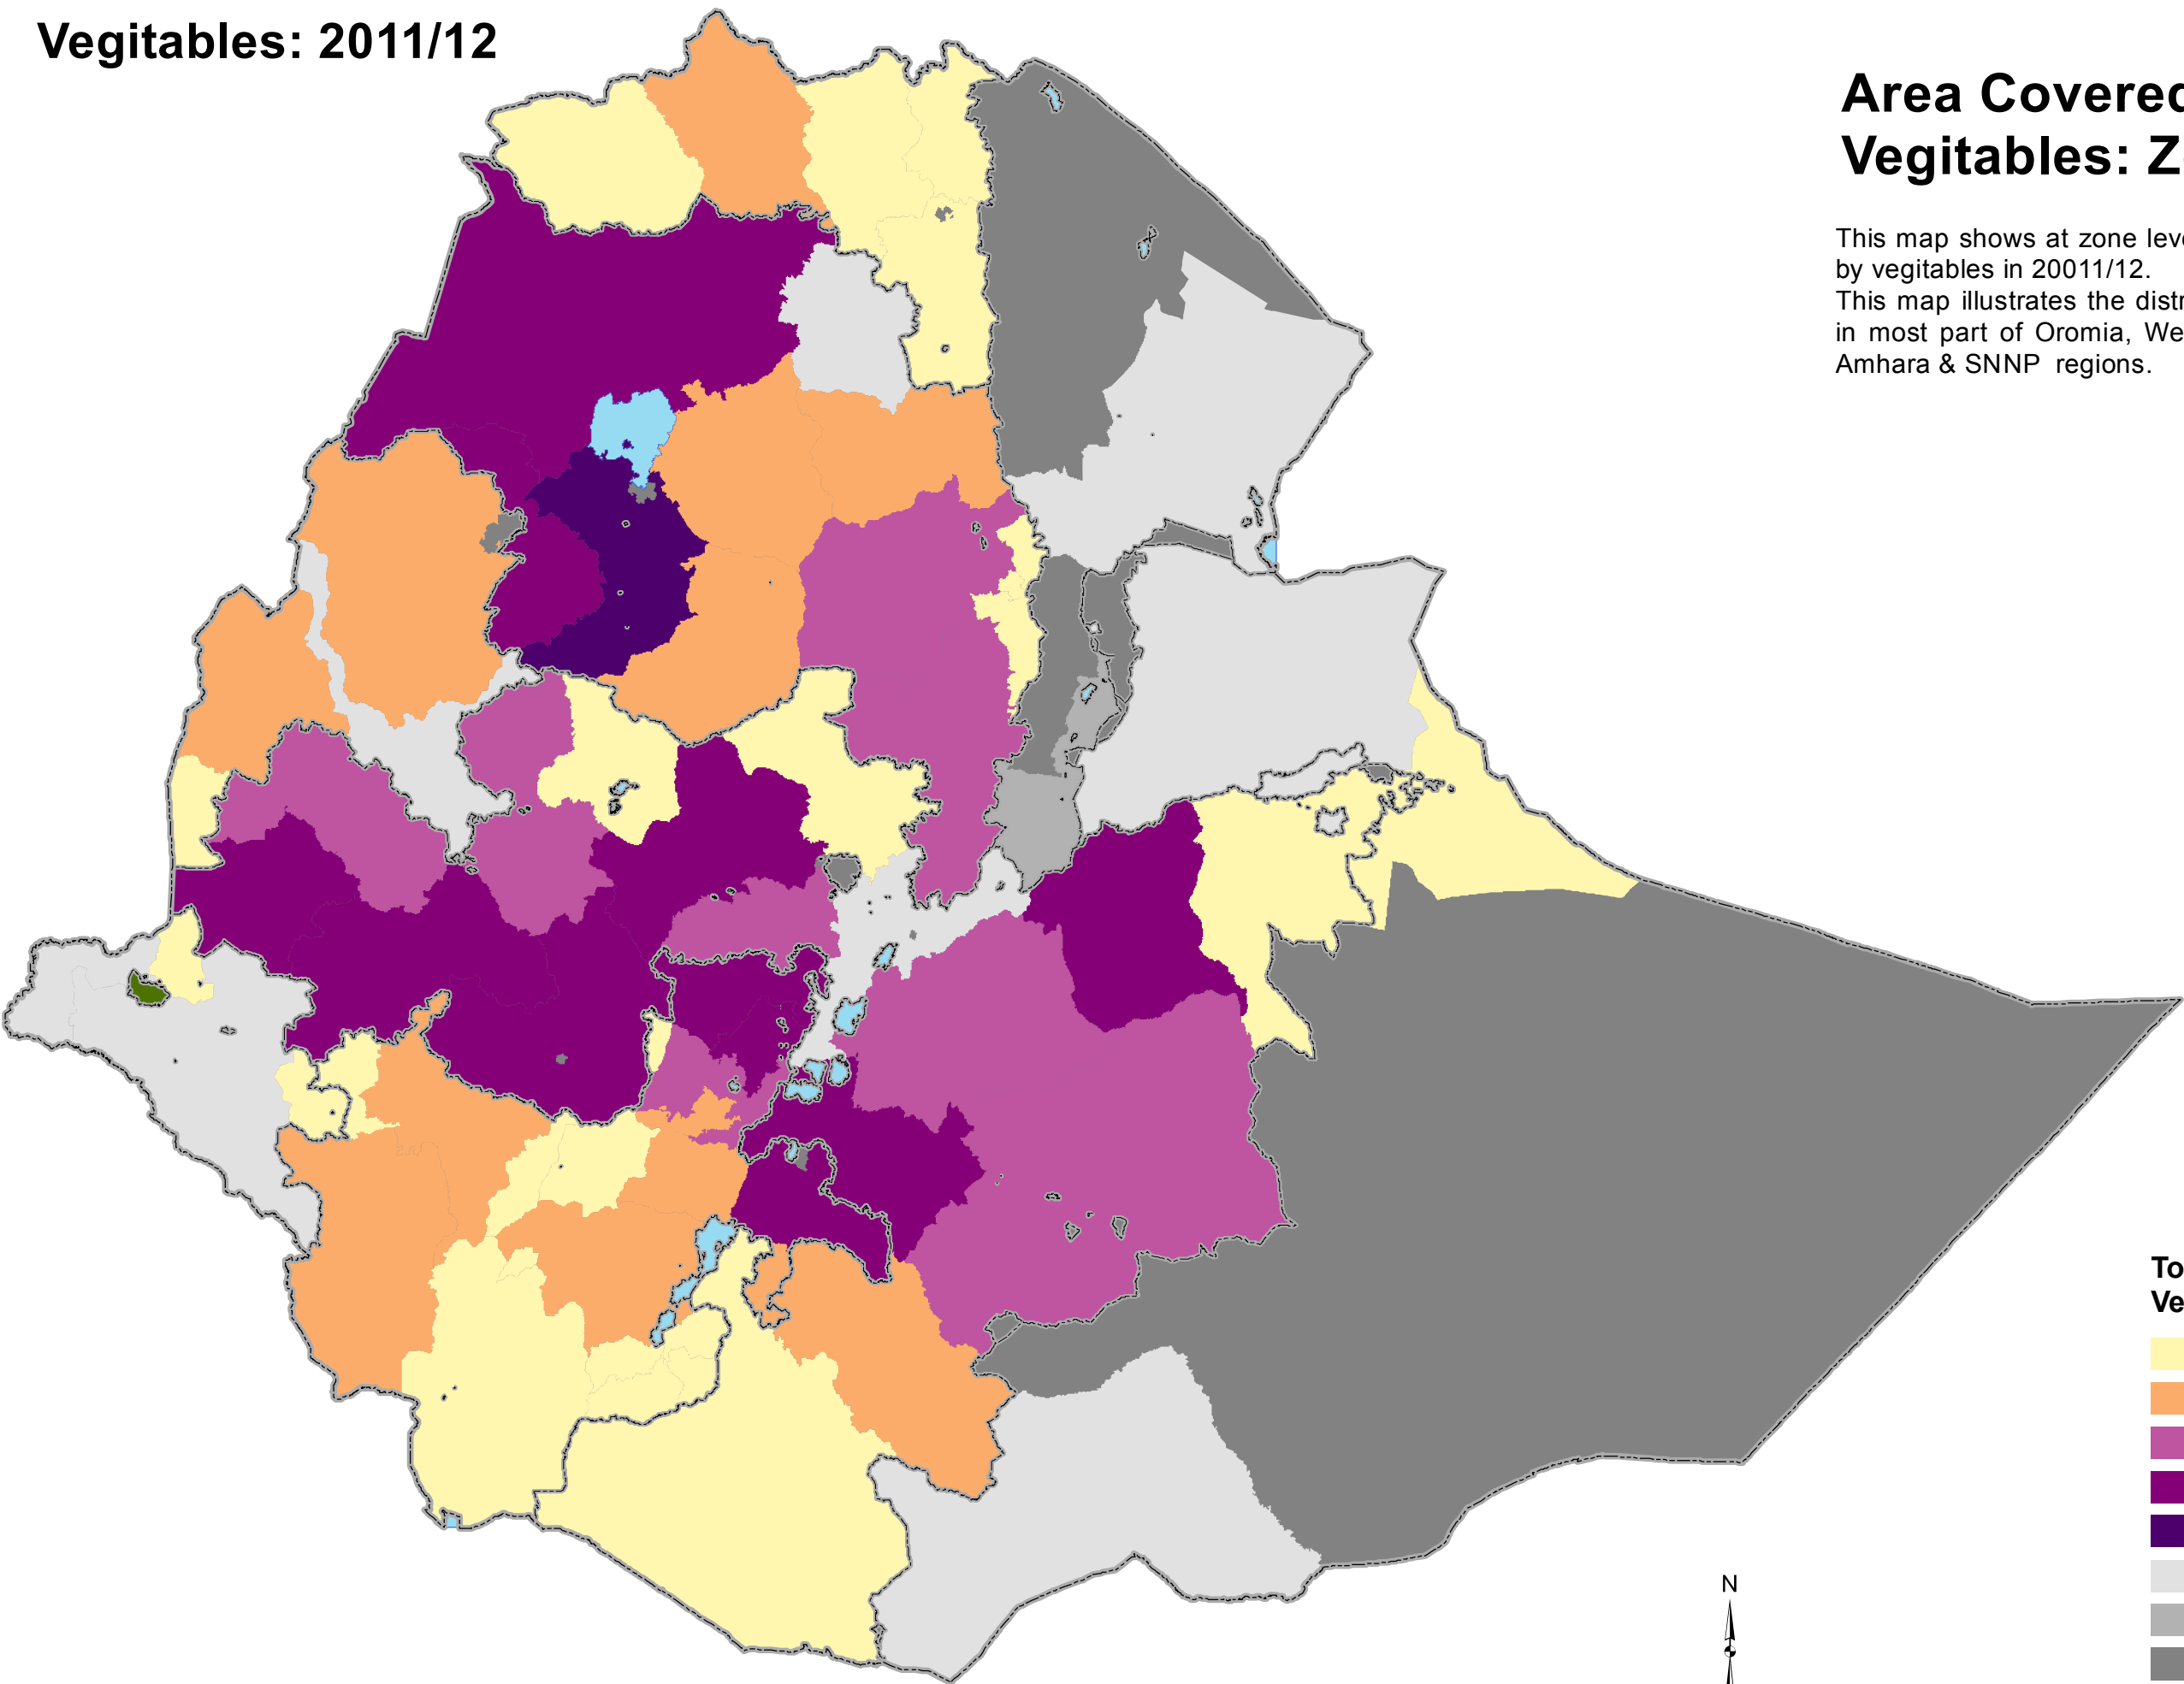 Vegitables: 2011/12
Area Covered
Vegitables: Z
This map shows at zone leve
by vegitables in 20011/12.
This map illustrates the distr
in most part of Oromia, We
Amhara & SNNP regions.
To
Ve
N